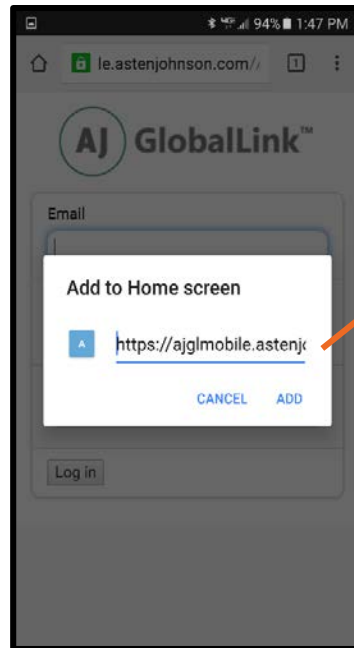 94% 1:47 PM
le.astenjohnson.com//
1
AJ GlobalLink™
Email
Add to Home screen
A
https://ajglmobile.astenjo
CANCEL ADD
Log in